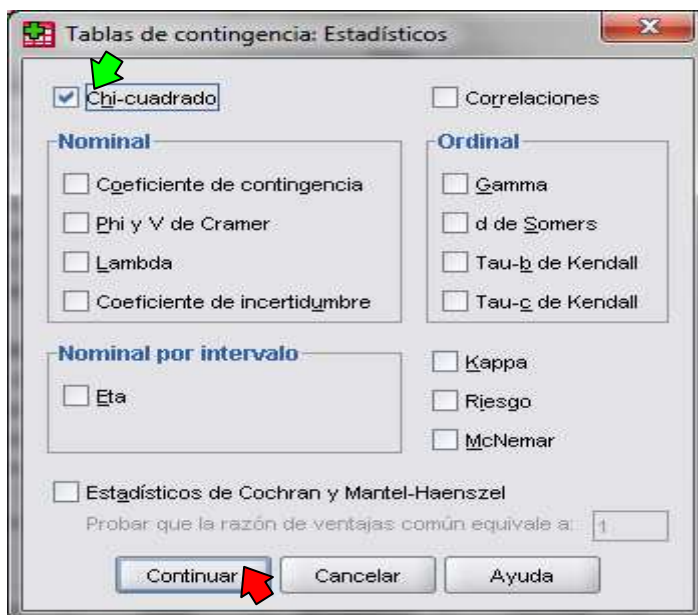 Tablas de contingencia: Estadísticos
Chi-cuadrado
Correlaciones
Nominal
Coeficiente de contingencia
Phi y V de Cramer
Lambda
Coeficiente de incertidumbre
Ordinal
Gamma
d de Somers
Tau-b de Kendall
Tau-c de Kendall
Nominal por intervalo
Eta
Kappa
Riesgo
McNemar
Estadísticos de Cochran y Mantel-Haenszel
Probar que la razón de ventajas común equivale a: 1
Continuar Cancelar Ayuda